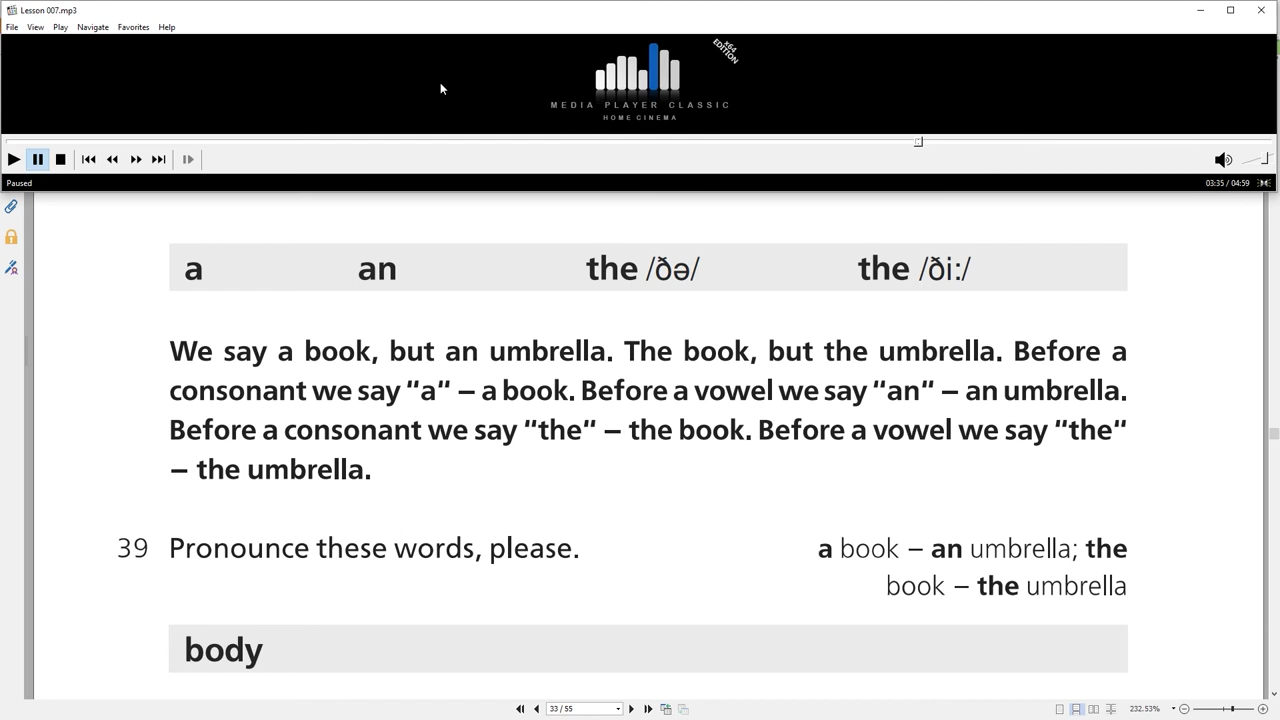 Lesson 007.mp3
File View Play Navigate Favorites Help
x64
EDITION
MEDIA PLAYER CLASSIC
HOME CINEMA
Paused
03:35 / 04:59
a an the /ðə/ the /ði:/
We say a book, but an umbrella. The book, but the umbrella. Before a
consonant we say “a“ – a book. Before a vowel we say “an“ – an umbrella.
Before a consonant we say “the“ – the book. Before a vowel we say “the“
– the umbrella.
39 Pronounce these words, please. a book – an umbrella; the
book – the umbrella
body
33 / 55
232.53%